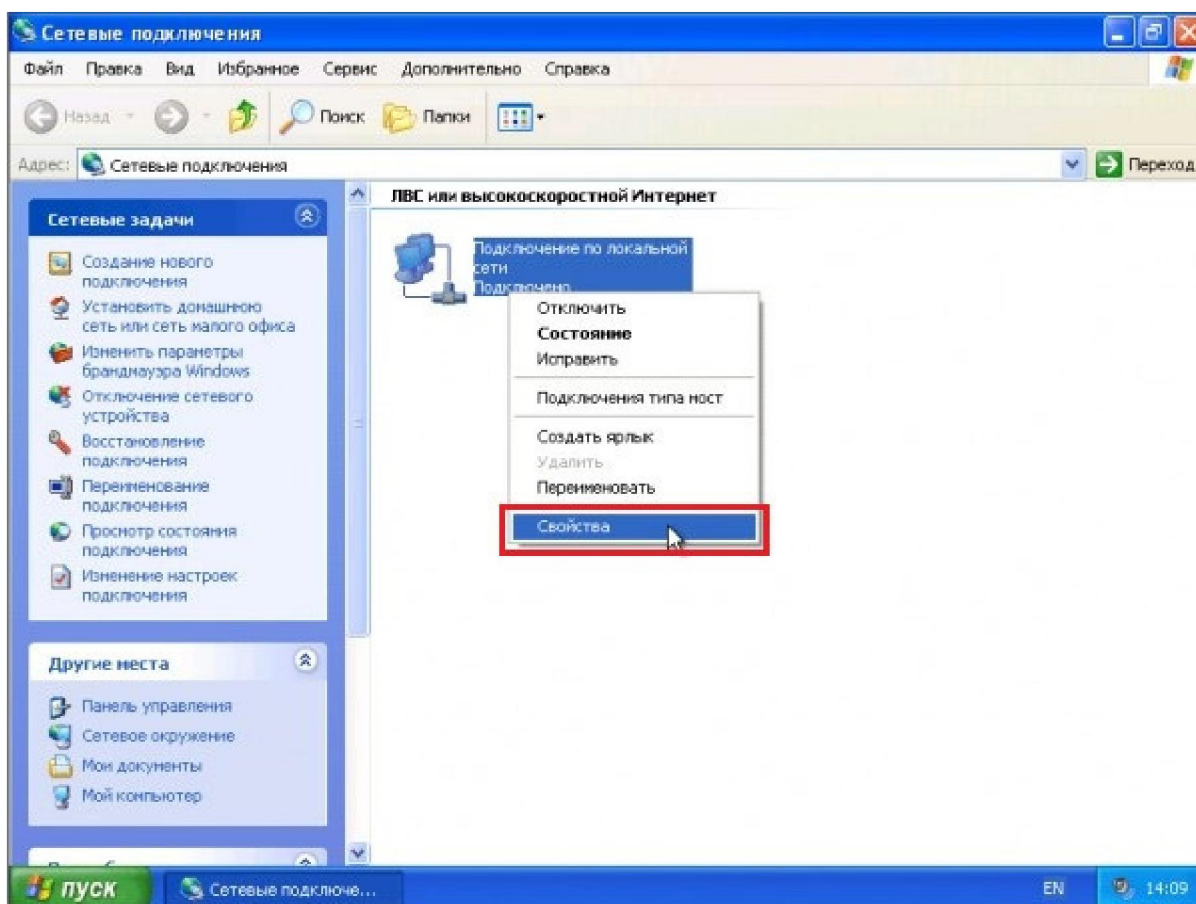 Сетевые подключения
Файл Правка Вид Избранное Сервис Дополнительно Справка
Назад Поиск Папки
Адрес: Сетевые подключения Переход
Сетевые задачи
Создание нового
подключения
Установить домашнюю
сеть или сеть малого офиса
Изменить параметры
брандмауэра Windows
Отключение сетевого
устройства
Восстановление
подключения
Переименование
подключения
Просмотр состояния
подключения
Изменение настроек
подключения
Другие места
Панель управления
Сетевое окружение
Мои документы
Мой компьютер
ЛВС или высокоскоростной Интернет
Подключение по локальной
сети
Подключено
Отключить
Состояние
Исправить
Подключения типа мост
Создать ярлык
Удалить
Переименовать
Свойства
пуск Сетевые подключе... EN 14:09